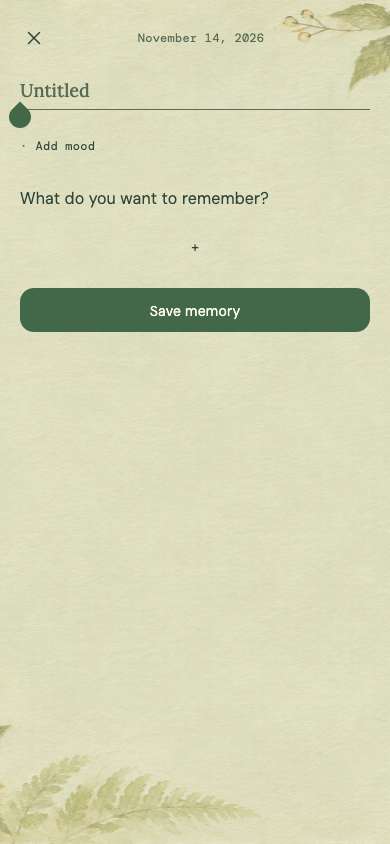 November 14, 2026
Untitled
· Add mood
What do you want to remember?
+
Save memory